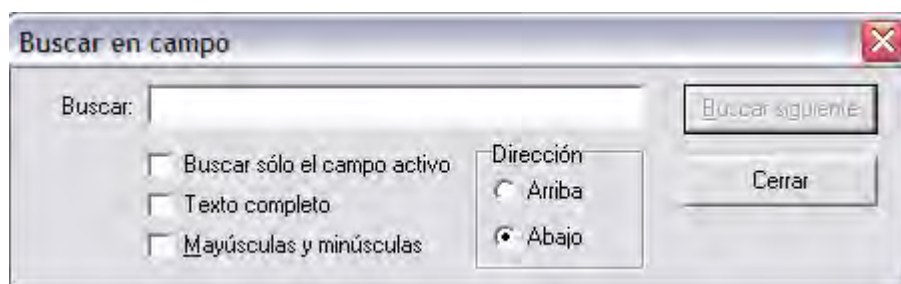 Buscar en campo
Buscar:
Buscar siguiente
Buscar sólo el campo activo
Texto completo
Mayúsculas y minúsculas
Dirección
Arriba
Abajo
Cerrar